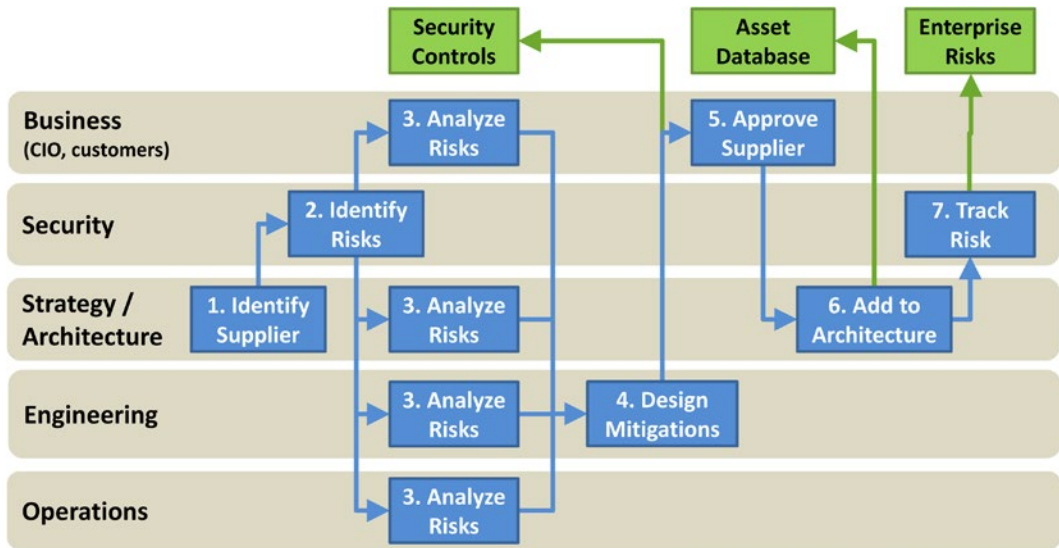 Security
Controls
Asset
Database
Enterprise
Risks
Business
(CIO, customers)
3. Analyze
Risks
5. Approve
Supplier
Security
2. Identify
Risks
7. Track
Risk
Strategy /
Architecture
1. Identify
Supplier
3. Analyze
Risks
6. Add to
Architecture
Engineering
3. Analyze
Risks
4. Design
Mitigations
Operations
3. Analyze
Risks